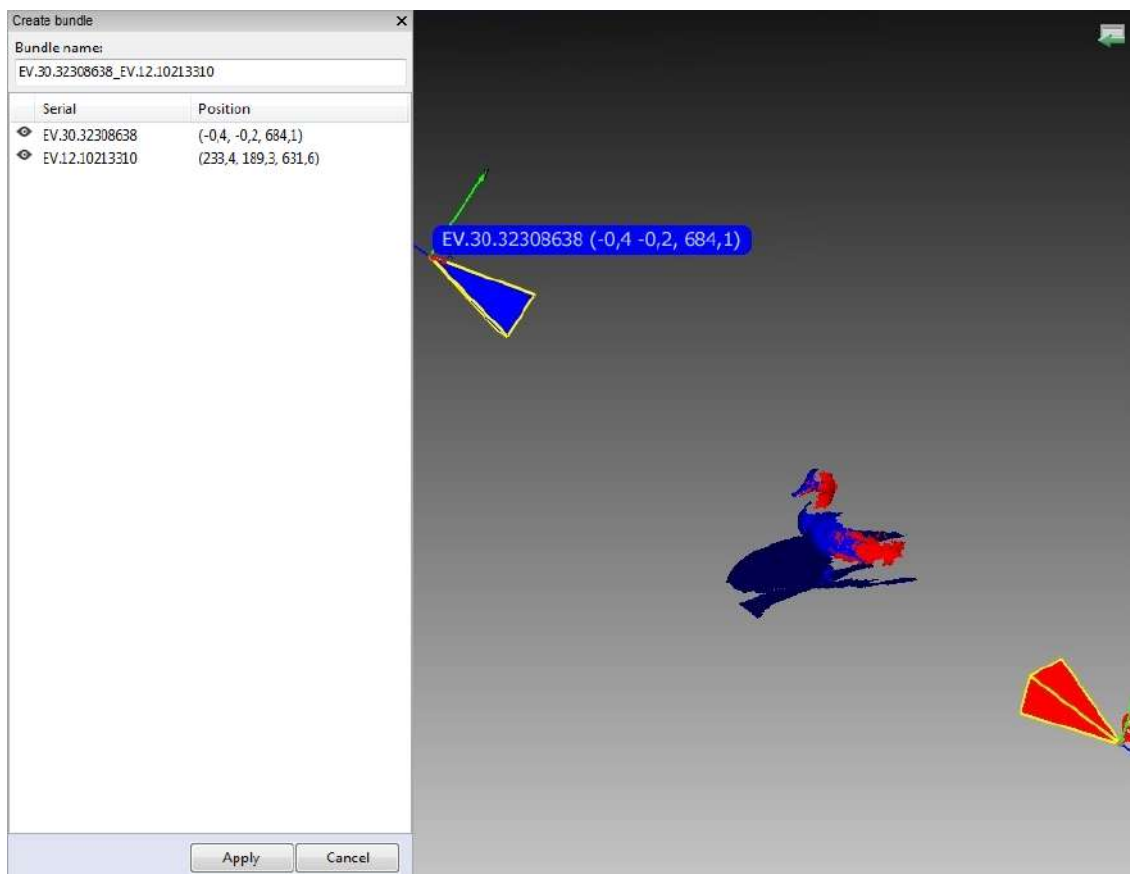 Create bundle
Bundle name:
EV.30.32308638_EV.12.10213310
Serial Position
EV.30.32308638 (-0,4, -0,2, 684,1)
EV.12.10213310 (233,4, 189,3, 631,6)
EV.30.32308638 (-0,4 -0,2, 684,1)
Apply Cancel